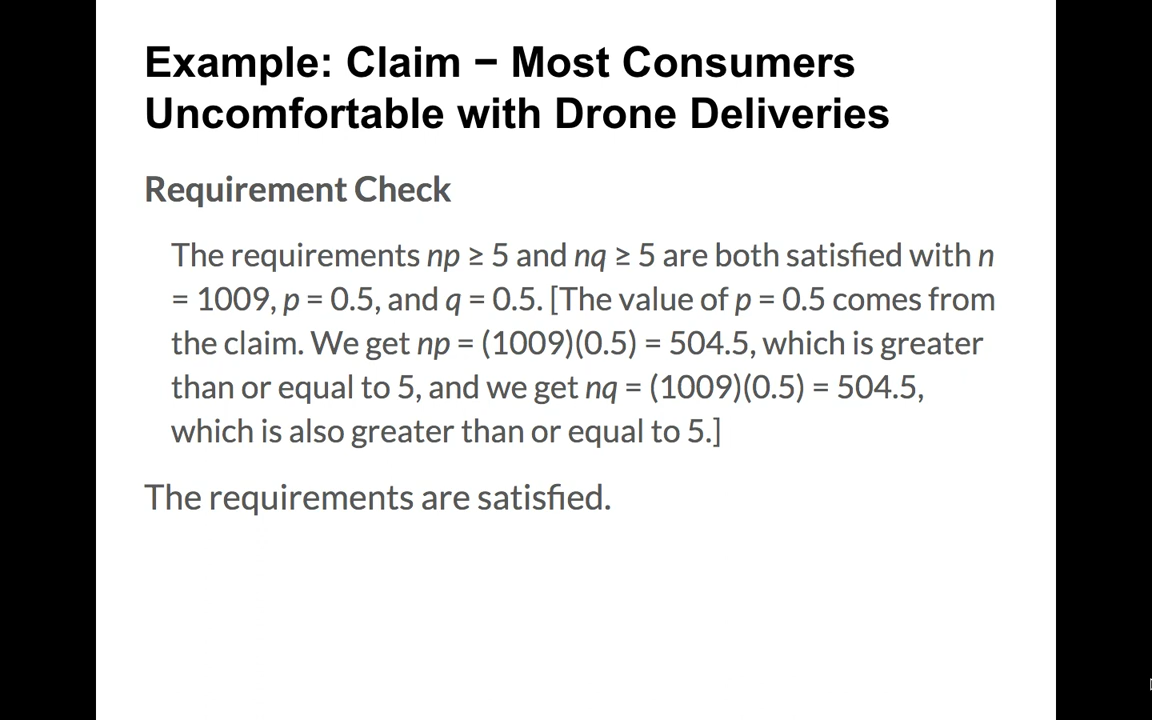 Example: Claim − Most Consumers
Uncomfortable with Drone Deliveries
Requirement Check
The requirements np ≥ 5 and nq ≥ 5 are both satisfied with n
= 1009, p = 0.5, and q = 0.5. [The value of p = 0.5 comes from
the claim. We get np = (1009)(0.5) = 504.5, which is greater
than or equal to 5, and we get nq = (1009)(0.5) = 504.5,
which is also greater than or equal to 5.]
The requirements are satisfied.